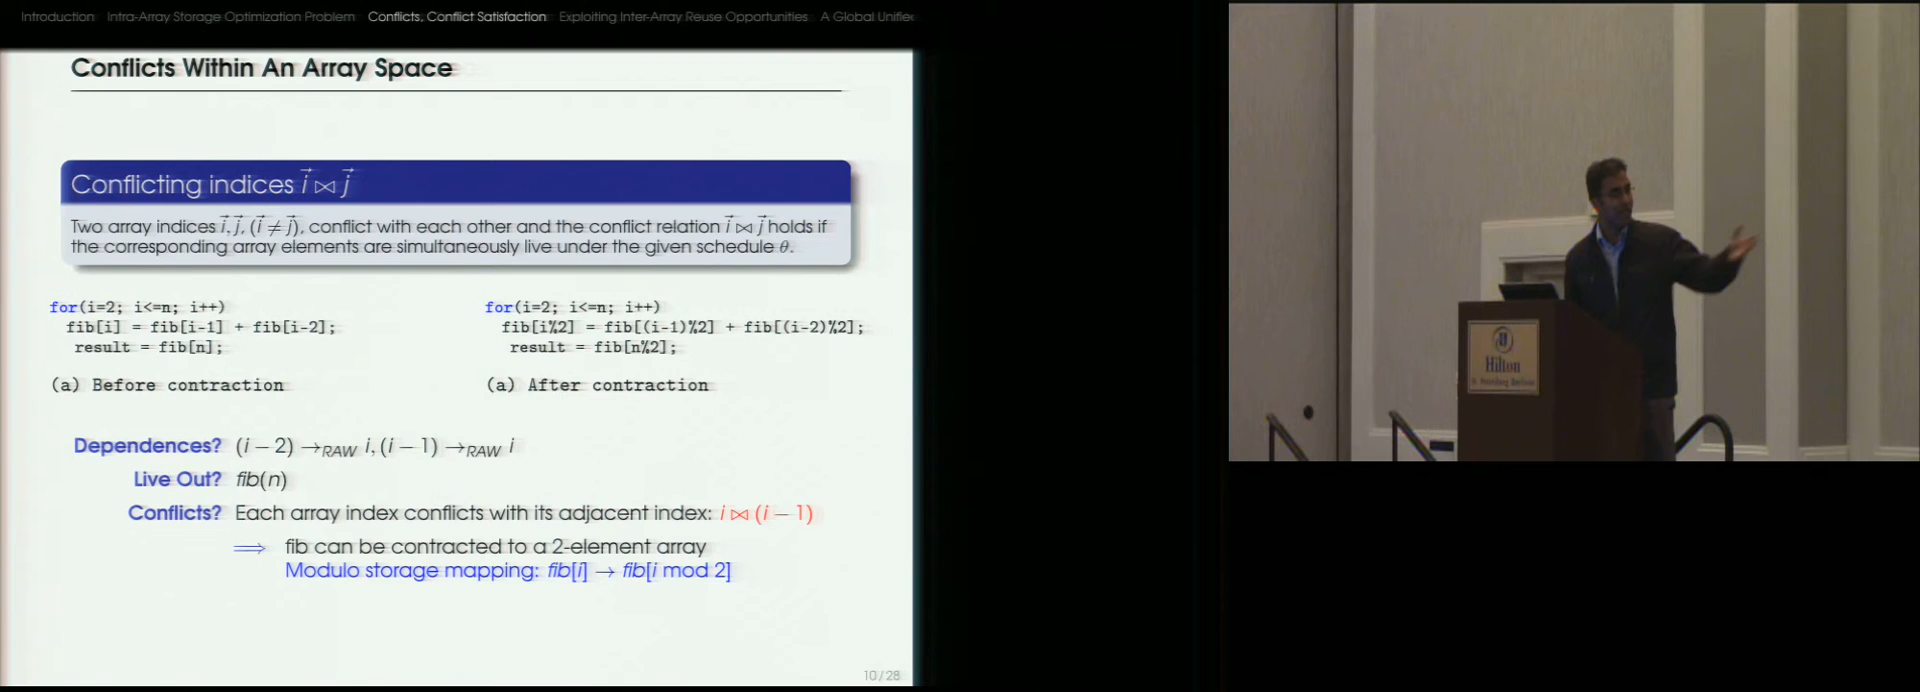 Introduction Intra-Array Storage Optimization Problem Conflicts, Conflict Satisfaction Exploiting Inter-Array Reuse Opportunities A Global Unifie
Conflicts Within An Array Space
Conflicting indices i⃗ ⋈ j⃗
Two array indices i⃗, j⃗, (i⃗ ≠ j⃗), conflict with each other and the conflict relation i⃗ ⋈ j⃗ holds if
the corresponding array elements are simultaneously live under the given schedule θ.
for(i=2; i<=n; i++)
fib[i] = fib[i-1] + fib[i-2];
result = fib[n];
(a) Before contraction
for(i=2; i<=n; i++)
fib[i%2] = fib[(i-1)%2] + fib[(i-2)%2];
result = fib[n%2];
(a) After contraction
Dependences? (i − 2) →RAW i, (i − 1) →RAW i
Live Out? fib(n)
Conflicts? Each array index conflicts with its adjacent index: i ⋈ (i − 1)
⟹ fib can be contracted to a 2-element array
Modulo storage mapping: fib[i] → fib[i mod 2]
10/28
Hilton